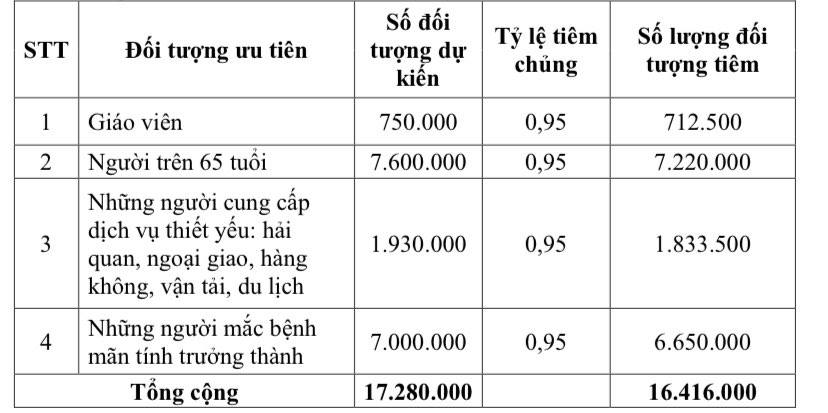 STT Đối tượng ưu tiên Số đối tượng dự kiến Tỷ lệ tiêm chủng Số lượng đối tượng tiêm
1 Giáo viên 750.000 0,95 712.500
2 Người trên 65 tuổi 7.600.000 0,95 7.220.000
3 Những người cung cấp
dịch vụ thiết yếu: hải
quan, ngoại giao, hàng
không, vận tải, du lịch
1.930.000 0,95 1.833.500
4 Những người mắc bệnh
mãn tính trưởng thành
7.000.000 0,95 6.650.000
Tổng cộng 17.280.000 16.416.000